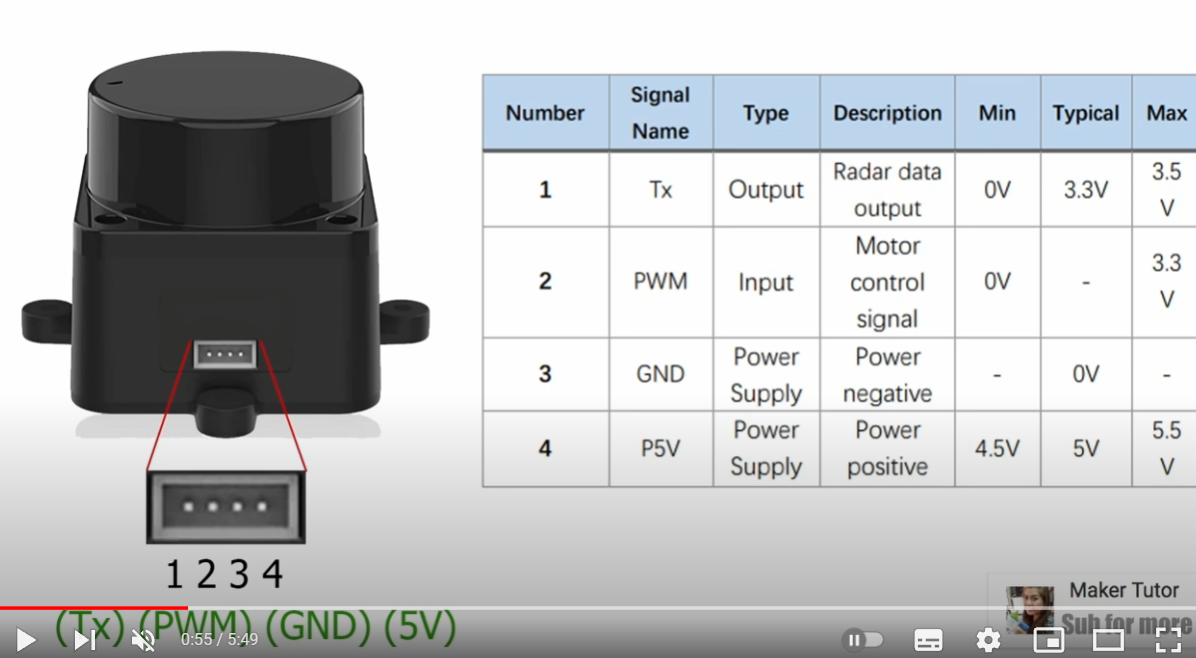 Number Signal Name Type Description Min Typical Max
1 Tx Output Radar data output 0V 3.3V 3.5 V
2 PWM Input Motor control signal 0V - 3.3 V
3 GND Power Supply Power negative - 0V -
4 P5V Power Supply Power positive 4.5V 5V 5.5 V
1 2 3 4
(Tx) (PWM) (GND) (5V)
Maker Tutor
Sub for more
0:55 / 5:49